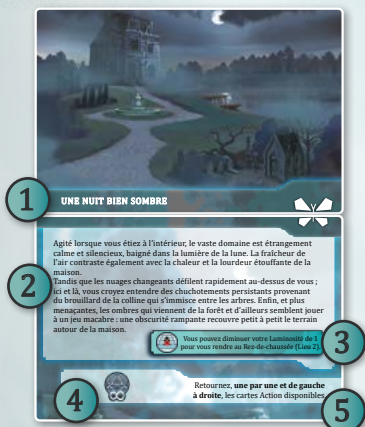 1 UNE NUIT BIEN SOMBRE
2
Agité lorsque vous étiez à l'intérieur, le vaste domaine est étrangement
calme et silencieux, baigné dans la lumière de la lune. La fraîcheur de
l'air contraste également avec la chaleur et la lourdeur étouffante de la
maison.
Tandis que les nuages changeants défilent rapidement au-dessus de vous ;
ici et là, vous croyez entendre des chuchotements persistants provenant
du brouillard de la colline qui s'immisce entre les arbres. Enfin, et plus
menaçantes, les ombres qui viennent de la forêt et d'ailleurs semblent jouer
à un jeu macabre : une obscurité rampante recouvre petit à petit le terrain
autour de la maison.
Vous pouvez diminuer votre Luminosité de 1
pour vous rendre au Rez-de-chaussée (Lieu 2).
3
4
Retournez, une par une et de gauche
à droite, les cartes Action disponibles.
5